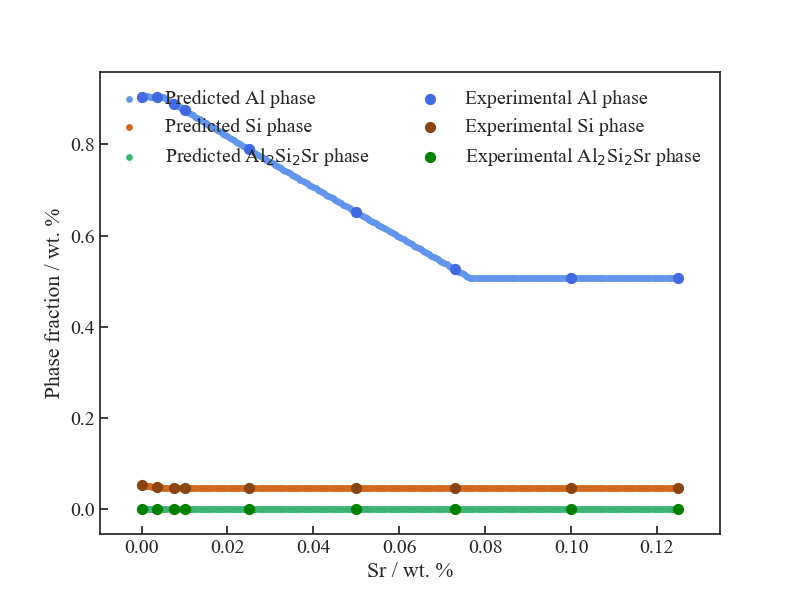 Predicted Al phase
Predicted Si phase
Predicted Al₂Si₂Sr phase
Experimental Al phase
Experimental Si phase
Experimental Al₂Si₂Sr phase
Phase fraction / wt. %
0.8
0.6
0.4
0.2
0.0
0.00 0.02 0.04 0.06 0.08 0.10 0.12
Sr / wt. %